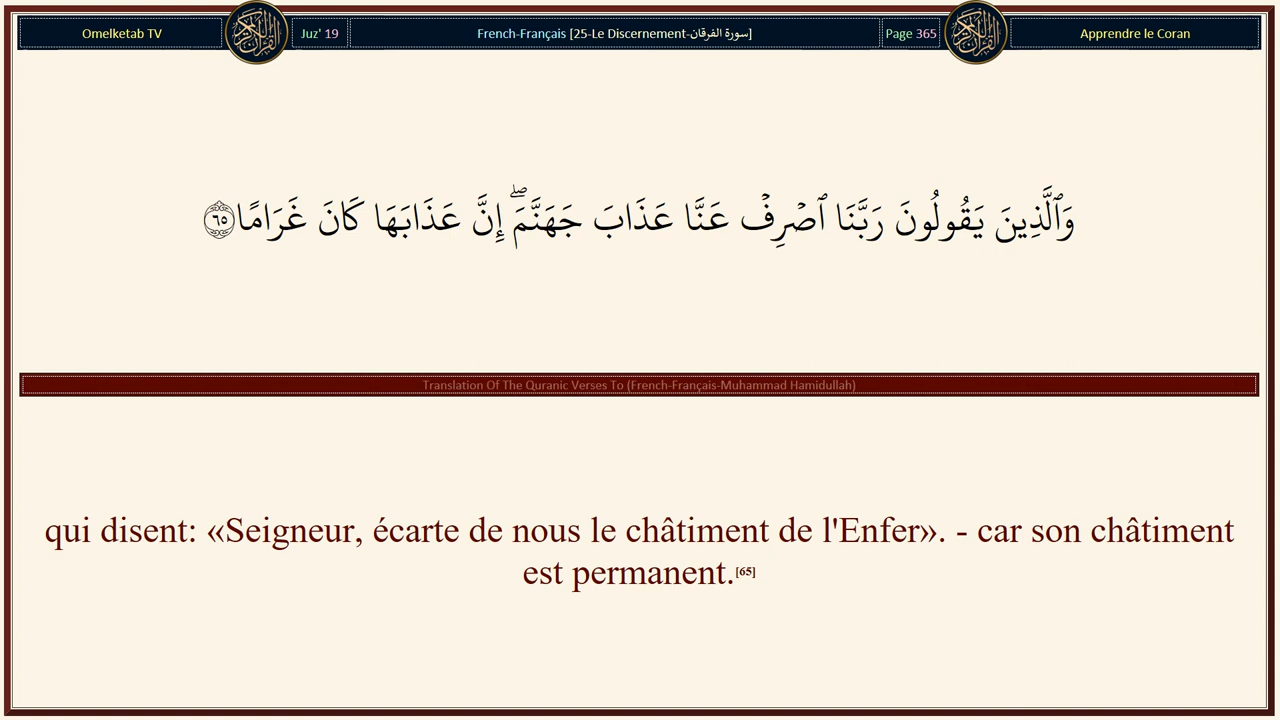 Omelketab TV
Juz' 19
French-Français [25-Le Discernement-سورة الفرقان]
Page 365
Apprendre le Coran
وَٱلَّذِينَ يَقُولُونَ رَبَّنَا ٱصۡرِفۡ عَنَّا عَذَابَ جَهَنَّمَۖ إِنَّ عَذَابَهَا كَانَ غَرَامًا ٦٥
Translation Of The Quranic Verses To (French-Français-Muhammad Hamidullah)
qui disent: «Seigneur, écarte de nous le châtiment de l'Enfer». - car son châtiment
est permanent.[65]